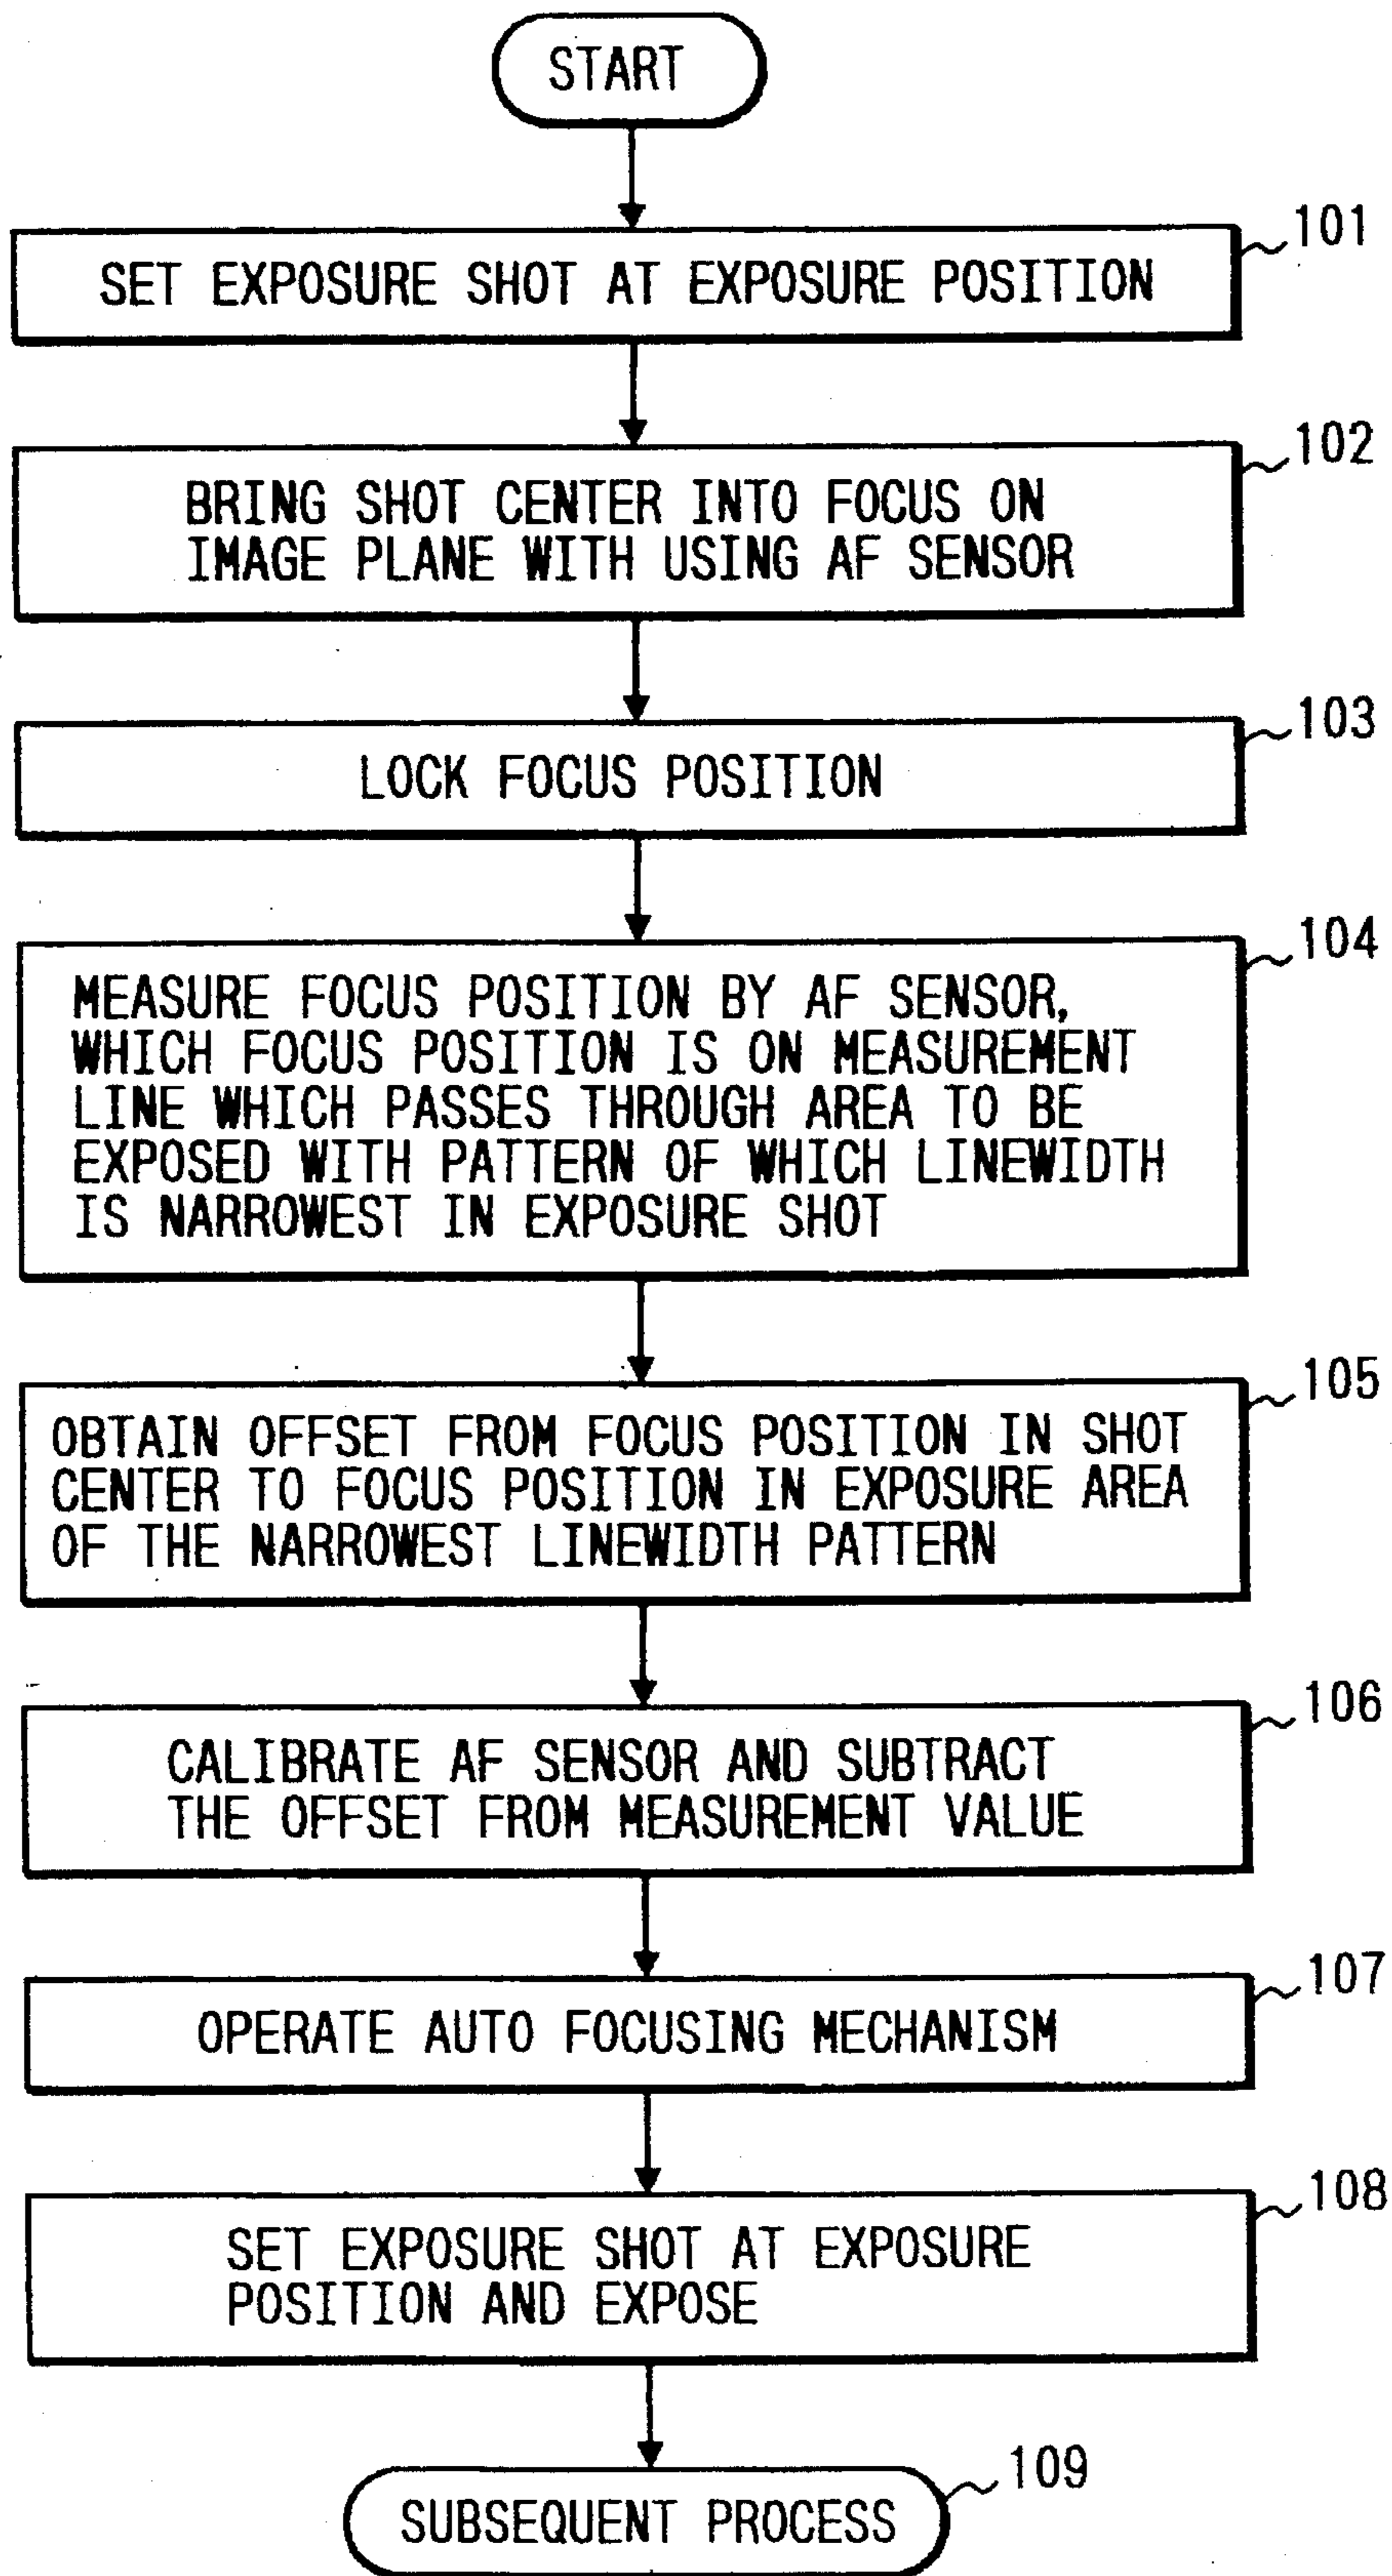 START
101
SET EXPOSURE SHOT AT EXPOSURE POSITION
102
BRING SHOT CENTER INTO FOCUS ON
IMAGE PLANE WITH USING AF SENSOR
103
LOCK FOCUS POSITION
104
MEASURE FOCUS POSITION BY AF SENSOR,
WHICH FOCUS POSITION IS ON MEASUREMENT
LINE WHICH PASSES THROUGH AREA TO BE
EXPOSED WITH PATTERN OF WHICH LINEWIDTH
IS NARROWEST IN EXPOSURE SHOT
105
OBTAIN OFFSET FROM FOCUS POSITION IN SHOT
CENTER TO FOCUS POSITION IN EXPOSURE AREA
OF THE NARROWEST LINEWIDTH PATTERN
106
CALIBRATE AF SENSOR AND SUBTRACT
THE OFFSET FROM MEASUREMENT VALUE
107
OPERATE AUTO FOCUSING MECHANISM
108
SET EXPOSURE SHOT AT EXPOSURE
POSITION AND EXPOSE
109
SUBSEQUENT PROCESS